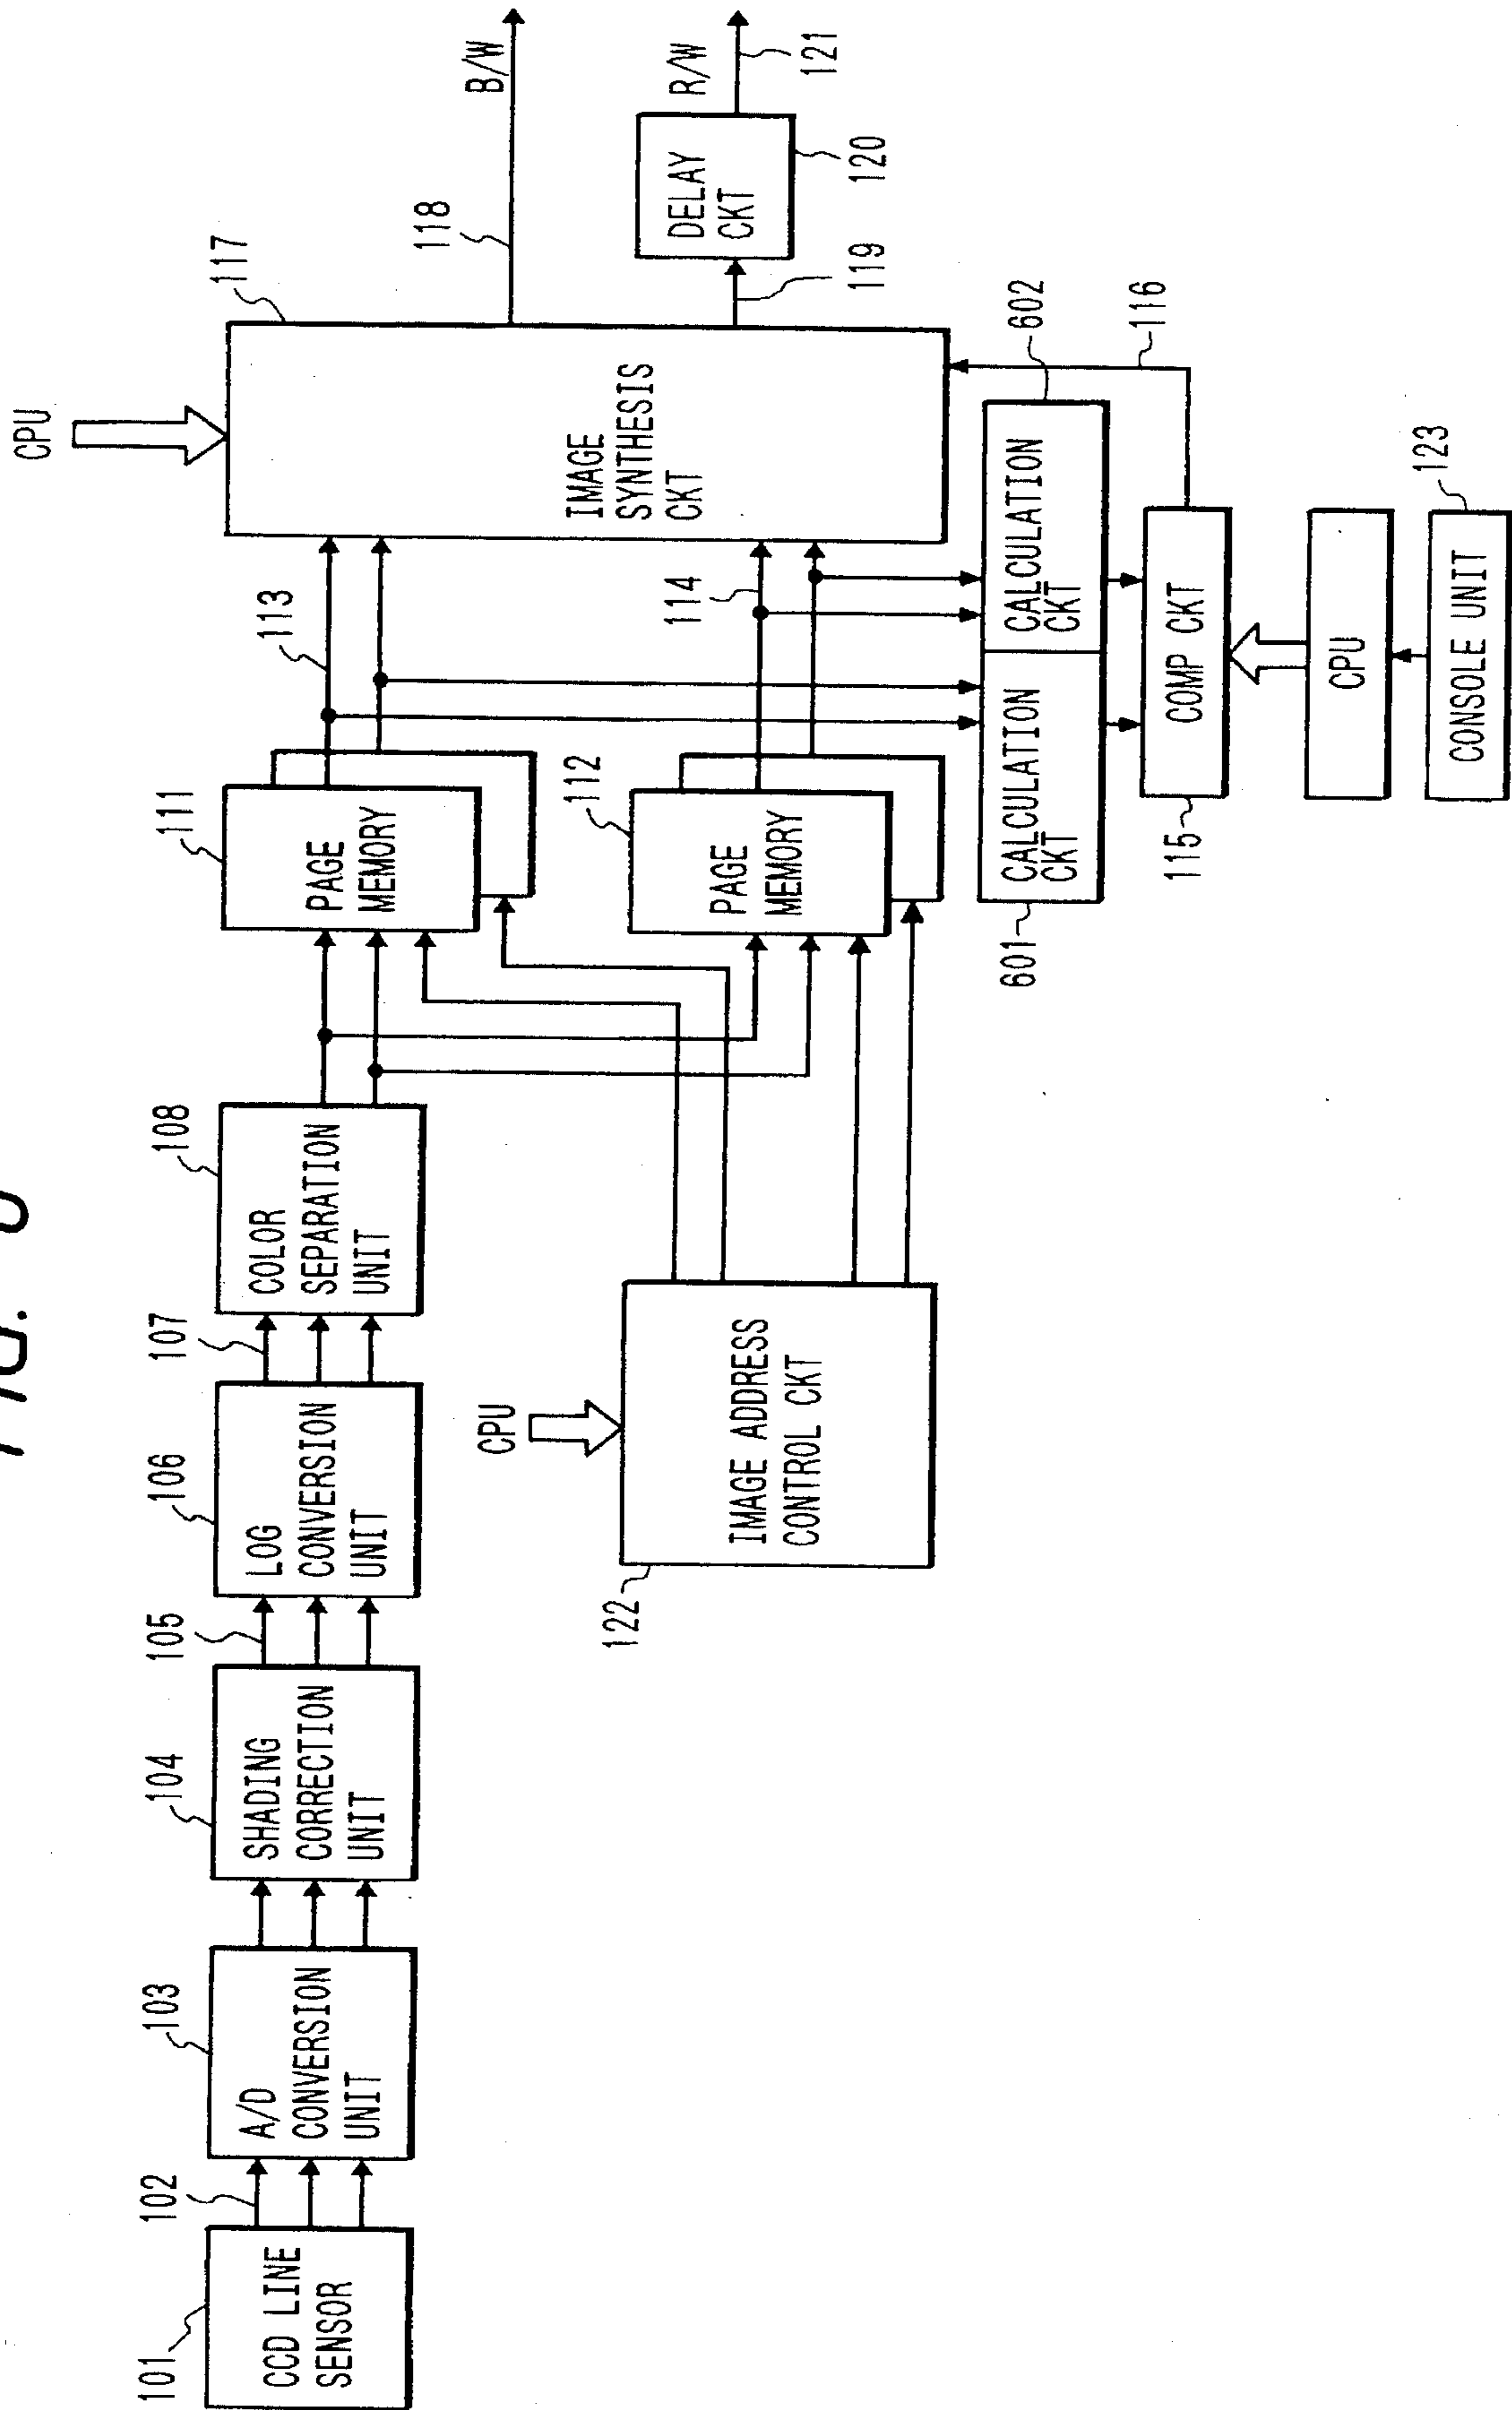 FIG. 6
101
CCD LINE
SENSOR
102
103
A/D
CONVERSION
UNIT
104
SHADING
CORRECTION
UNIT
105
106
LOG
CONVERSION
UNIT
107
108
COLOR
SEPARATION
UNIT
CPU
122
IMAGE ADDRESS
CONTROL CKT
111
PAGE
MEMORY
112
PAGE
MEMORY
113
114
CPU
117
IMAGE
SYNTHESIS
CKT
118
B/W
119
DELAY
CKT
120
R/W
121
601
CALCULATION
CKT
602
CALCULATION
CKT
115
COMP CKT
116
CPU
CONSOLE UNIT
123